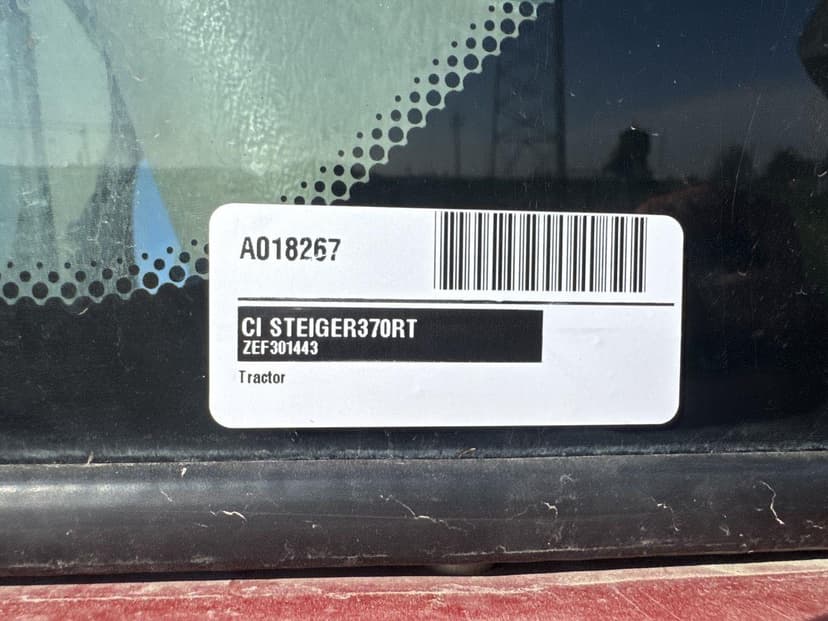 A018267
CI STEIGER370RT
ZEF301443
Tractor